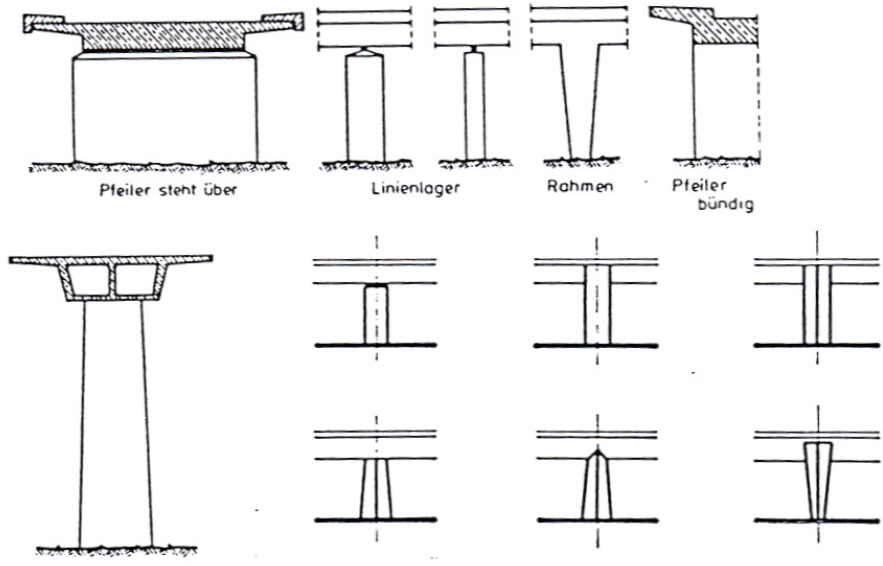 Pfeiler steht über
Linienlager
Rahmen
Pfeiler
bündig